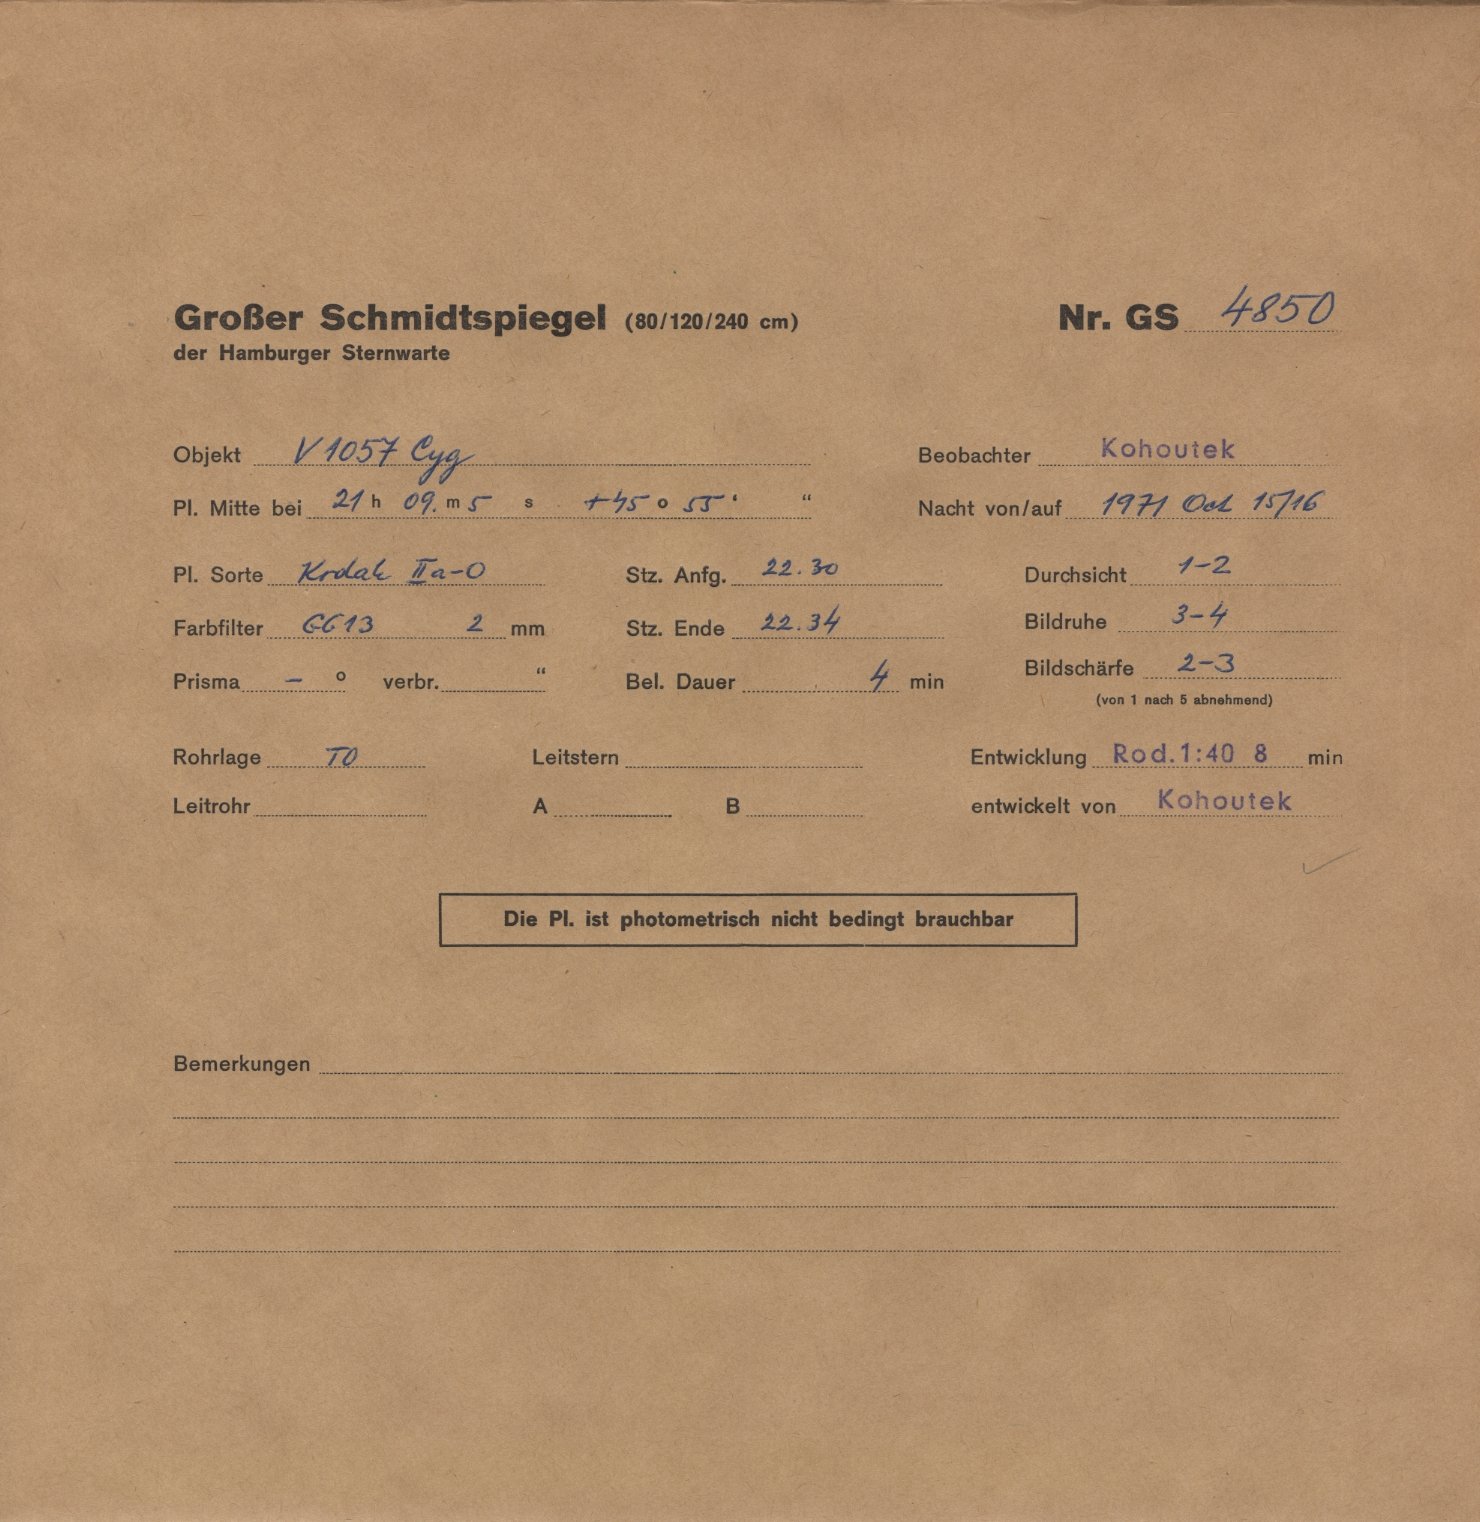 Großer Schmidtspiegel (80/120/240 cm) Nr. GS 4850
der Hamburger Sternwarte
Objekt V 1057 Cyg Beobachter Kohoutek
Pl. Mitte bei 21 h 09. m 5 s +45 o 55 ' “ Nacht von/auf 1971 Oct 15/16
Pl. Sorte Kodak IIa-O Stz. Anfg. 22.30 Durchsicht 1-2
Farbfilter GG13 2 mm Stz. Ende 22.34 Bildruhe 3-4
Prisma - o verbr. “ Bel. Dauer 4 min Bildschärfe 2-3
(von 1 nach 5 abnehmend)
Rohrlage TO Leitstern Entwicklung Rod.1:40 8 min
Leitrohr A B entwickelt von Kohoutek
Die Pl. ist photometrisch nicht bedingt brauchbar
Bemerkungen